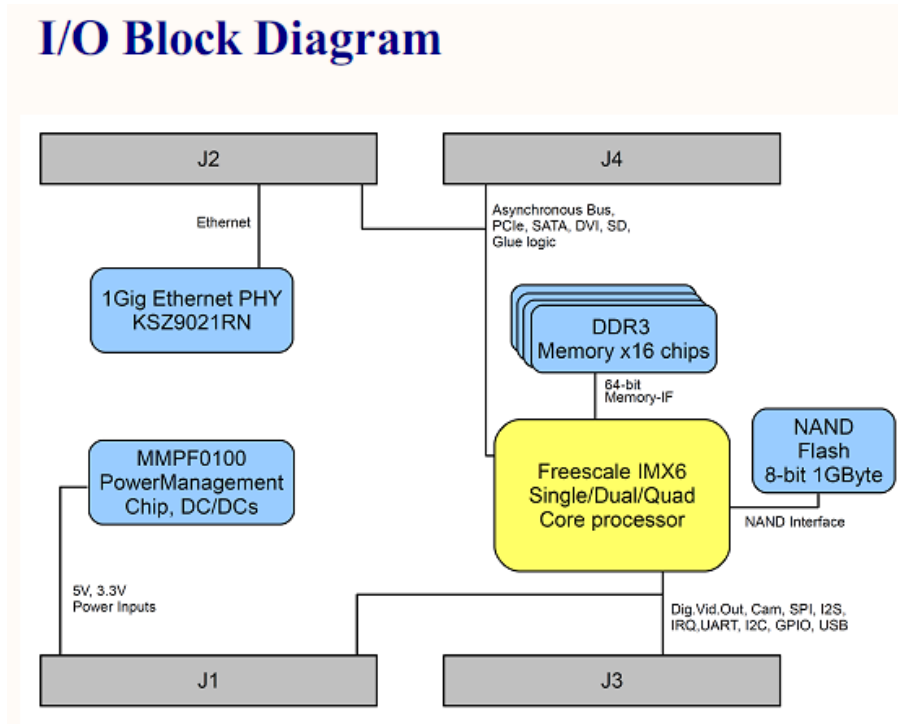 I/O Block Diagram
J2
J4
Ethernet
Asynchronous Bus,
PCIe, SATA, DVI, SD,
Glue logic
1Gig Ethernet PHY
KSZ9021RN
DDR3
Memory x16 chips
64-bit
Memory-IF
MMPF0100
PowerManagement
Chip, DC/DCs
Freescale IMX6
Single/Dual/Quad
Core processor
NAND
Flash
8-bit 1GByte
NAND Interface
5V, 3.3V
Power Inputs
Dig.Vid.Out, Cam, SPI, I2S,
IRQ,UART, I2C, GPIO, USB
J1
J3